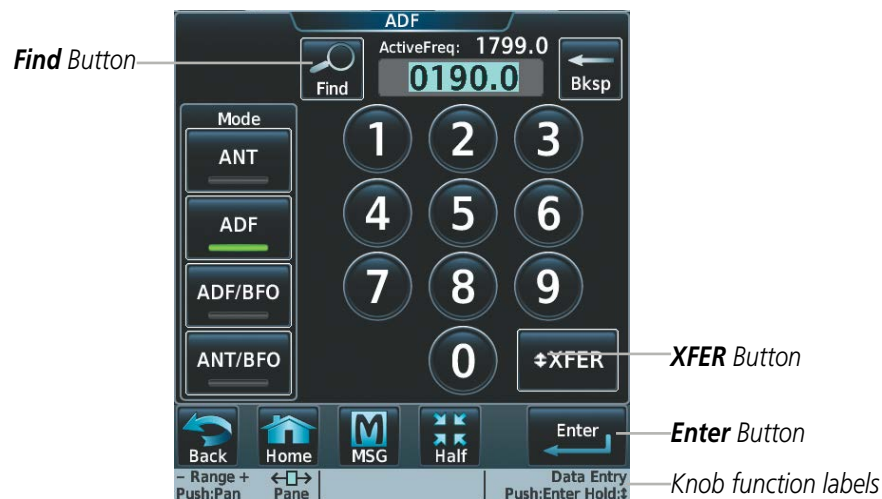 ADF
Find Button
Find
ActiveFreq: 1799.0
0190.0
Bksp
Mode
ANT
ADF
ADF/BFO
ANT/BFO
1 2 3
4 5 6
7 8 9
0
XFER
XFER Button
Back
Home
MSG
Half
Enter
Enter Button
- Range +
Push:Pan
Pane
Data Entry
Push:Enter Hold:↕
Knob function labels